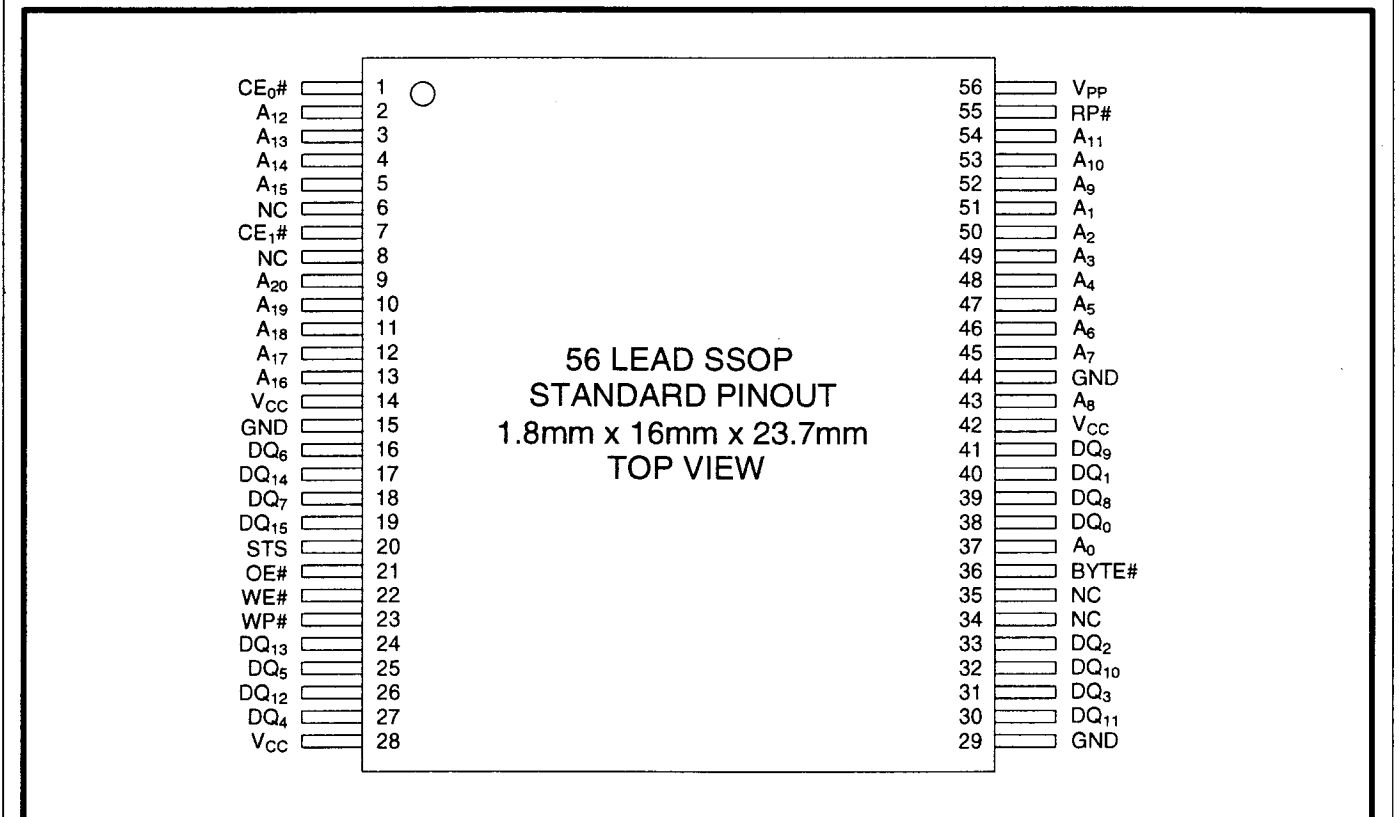 CE₀# 1 56 VPP
A₁₂ 2 55 RP#
A₁₃ 3 54 A₁₁
A₁₄ 4 53 A₁₀
A₁₅ 5 52 A₉
NC 6 51 A₁
CE₁# 7 50 A₂
NC 8 49 A₃
A₂₀ 9 48 A₄
A₁₉ 10 47 A₅
A₁₈ 11 46 A₆
A₁₇ 12 45 A₇
A₁₆ 13 44 GND
VCC 14 43 A₈
GND 15 42 VCC
DQ₆ 16 41 DQ₉
DQ₁₄ 17 40 DQ₁
DQ₇ 18 39 DQ₈
DQ₁₅ 19 38 DQ₀
STS 20 37 A₀
OE# 21 36 BYTE#
WE# 22 35 NC
WP# 23 34 NC
DQ₁₃ 24 33 DQ₂
DQ₅ 25 32 DQ₁₀
DQ₁₂ 26 31 DQ₃
DQ₄ 27 30 DQ₁₁
VCC 28 29 GND
56 LEAD SSOP
STANDARD PINOUT
1.8mm x 16mm x 23.7mm
TOP VIEW